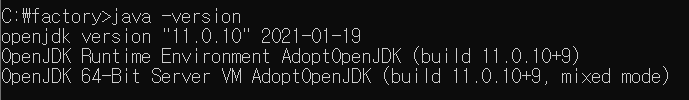 C:₩factory>java -version
openjdk version "11.0.10" 2021-01-19
OpenJDK Runtime Environment AdoptOpenJDK (build 11.0.10+9)
OpenJDK 64-Bit Server VM AdoptOpenJDK (build 11.0.10+9, mixed mode)